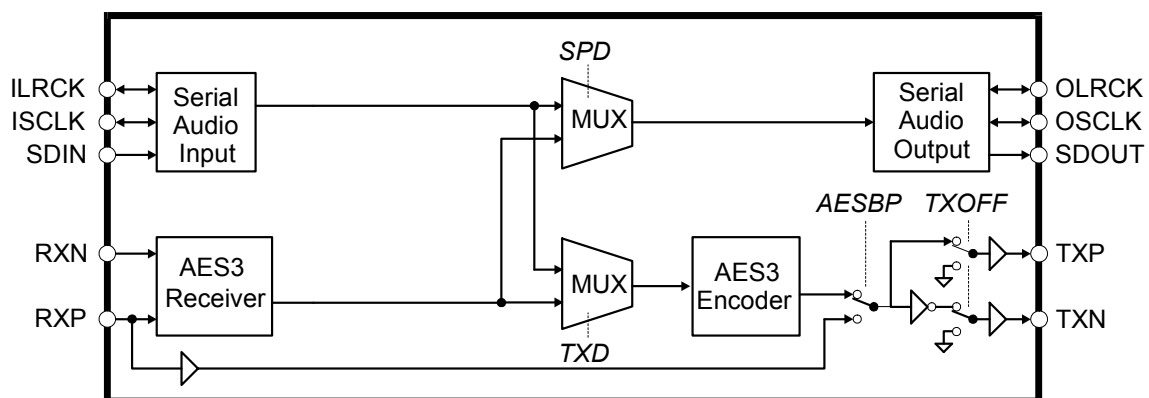 SPD
ILRCK
ISCLK
SDIN
Serial
Audio
Input
MUX
Serial
Audio
Output
OLRCK
OSCLK
SDOUT
AESBP
TXOFF
RXN
RXP
AES3
Receiver
MUX
TXD
AES3
Encoder
TXP
TXN